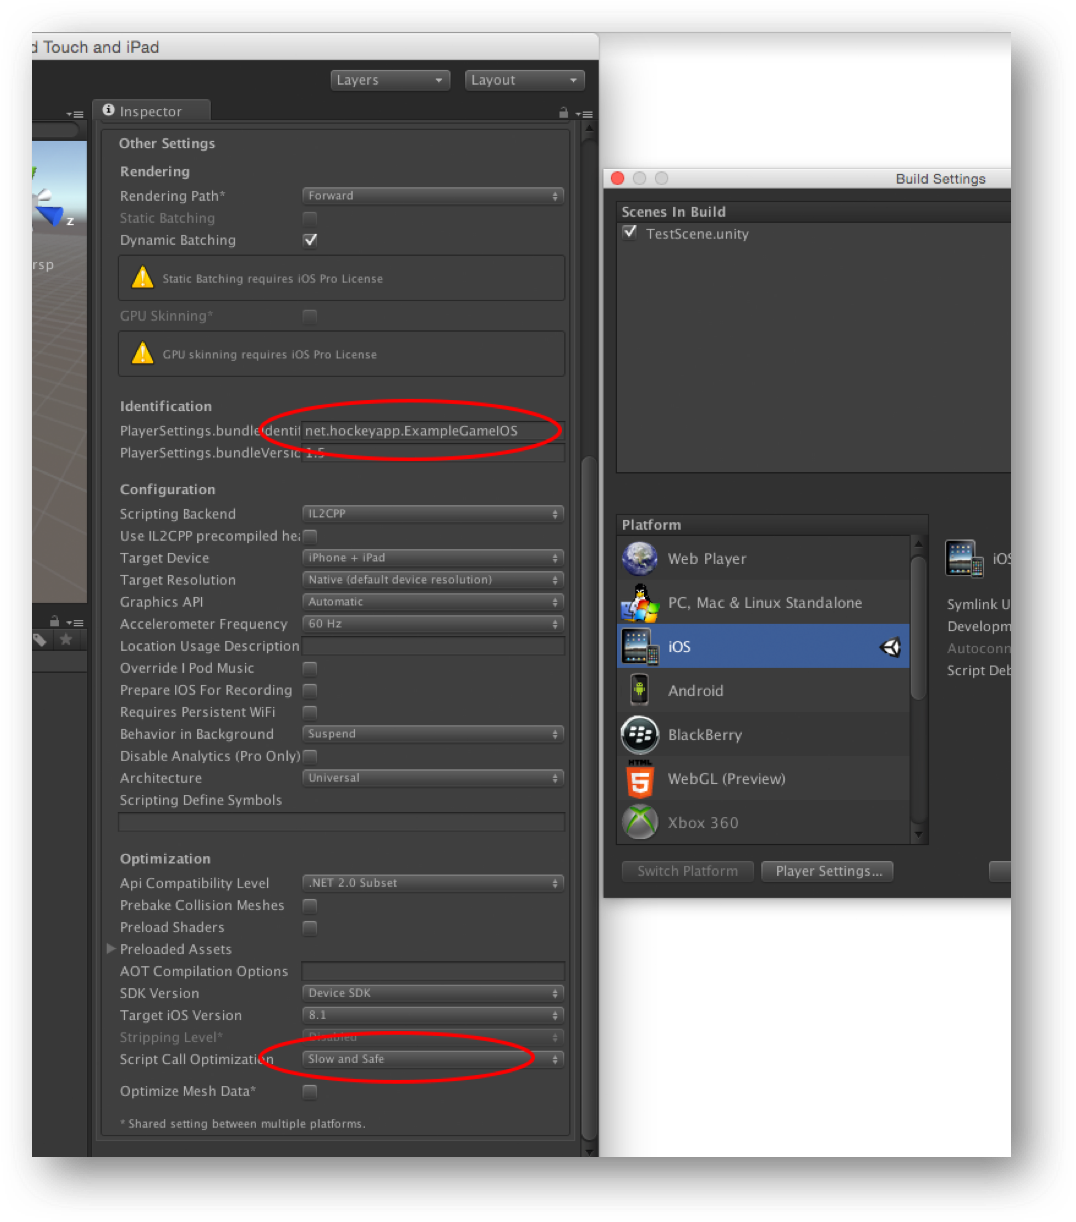 d Touch and iPad
Layers
Layout
Inspector
Other Settings
Rendering
Rendering Path* Forward
Static Batching
Dynamic Batching
Static Batching requires iOS Pro License
GPU Skinning*
GPU skinning requires iOS Pro License
Identification
PlayerSettings.bundleIdentif net.hockeyapp.ExampleGameIOS
PlayerSettings.bundleVersic 1.5
Configuration
Scripting Backend IL2CPP
Use IL2CPP precompiled hea
Target Device iPhone + iPad
Target Resolution Native (default device resolution)
Graphics API Automatic
Accelerometer Frequency 60 Hz
Location Usage Description
Override I Pod Music
Prepare IOS For Recording
Requires Persistent WiFi
Behavior in Background Suspend
Disable Analytics (Pro Only)
Architecture Universal
Scripting Define Symbols
Optimization
Api Compatibility Level .NET 2.0 Subset
Prebake Collision Meshes
Preload Shaders
Preloaded Assets
AOT Compilation Options
SDK Version Device SDK
Target iOS Version 8.1
Stripping Level* Disabled
Script Call Optimization Slow and Safe
Optimize Mesh Data*
* Shared setting between multiple platforms.
z
rsp
Build Settings
Scenes In Build
TestScene.unity
Platform
Web Player
PC, Mac & Linux Standalone
iOS
Android
BlackBerry
HTML
5
WebGL (Preview)
Xbox 360
Switch Platform
Player Settings...
iOS
Symlink U
Developm
Autoconn
Script Deb